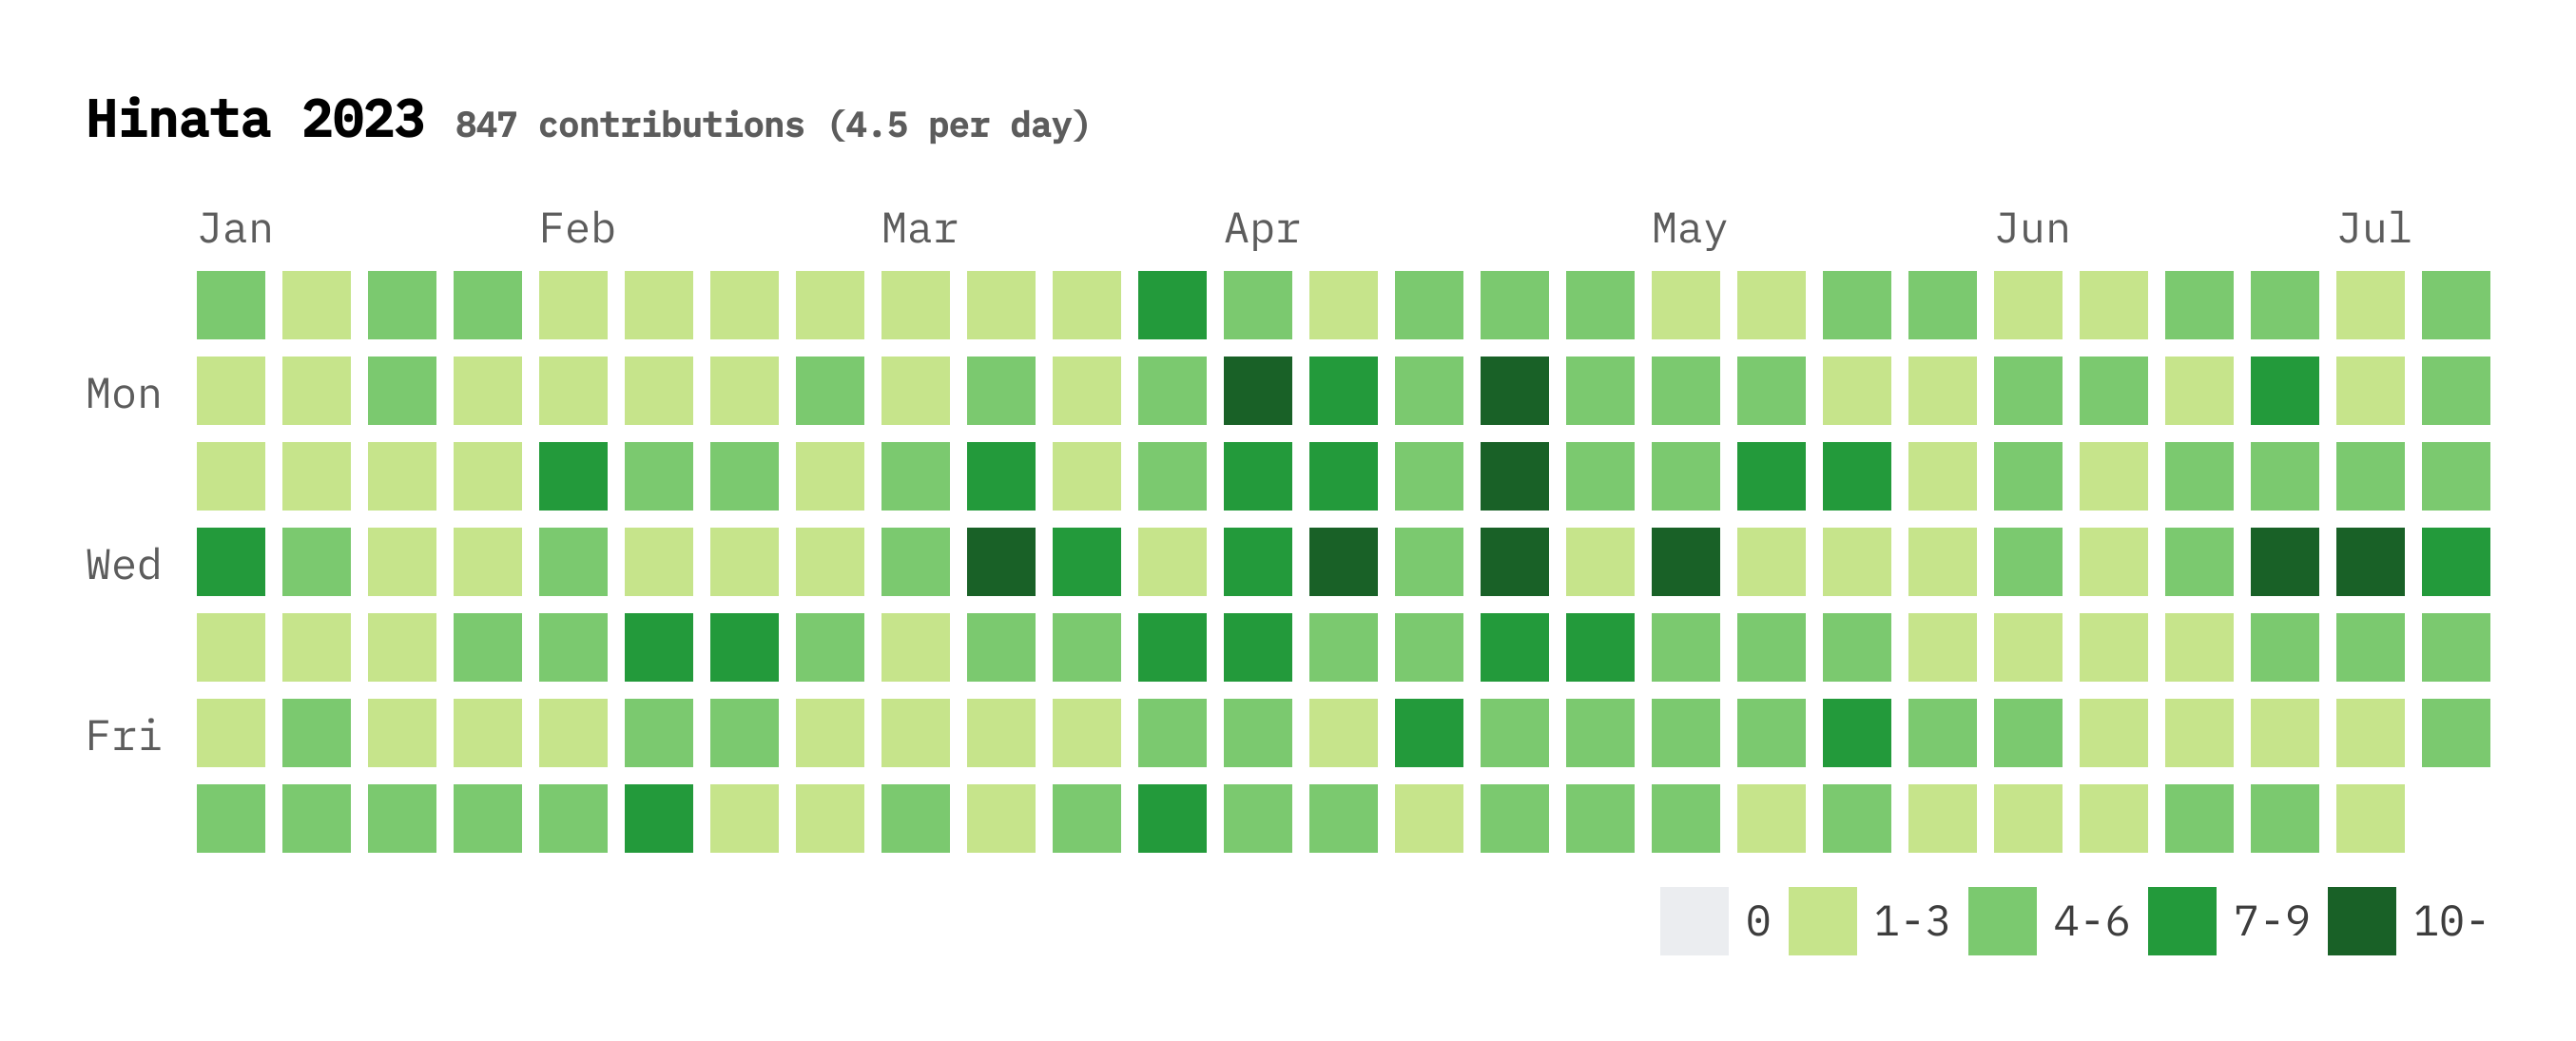 Hinata 2023 847 contributions (4.5 per day)
Jan Feb Mar Apr May Jun Jul
Mon
Wed
Fri
0 1-3 4-6 7-9 10-